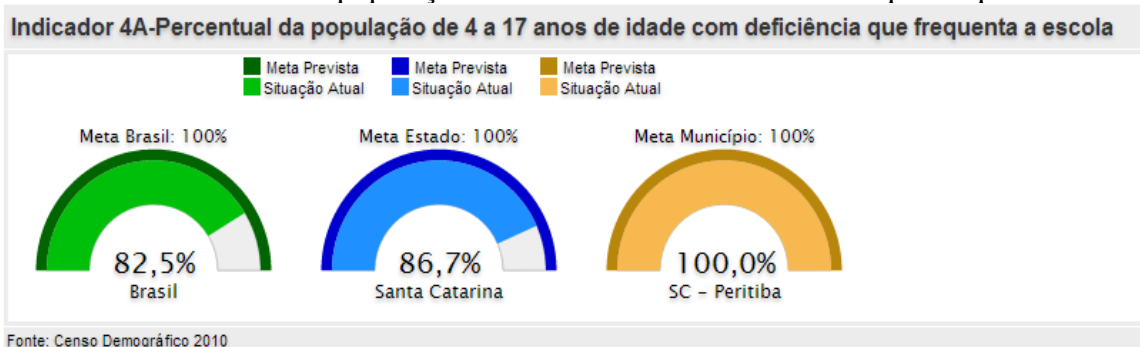 Indicador 4A-Percentual da população de 4 a 17 anos de idade com deficiência que frequenta a escola
Meta Prevista Meta Prevista Meta Prevista
Situação Atual Situação Atual Situação Atual
Meta Brasil: 100% Meta Estado: 100% Meta Município: 100%
82,5% 86,7% 100,0%
Brasil Santa Catarina SC - Peritiba
Fonte: Censo Demográfico 2010